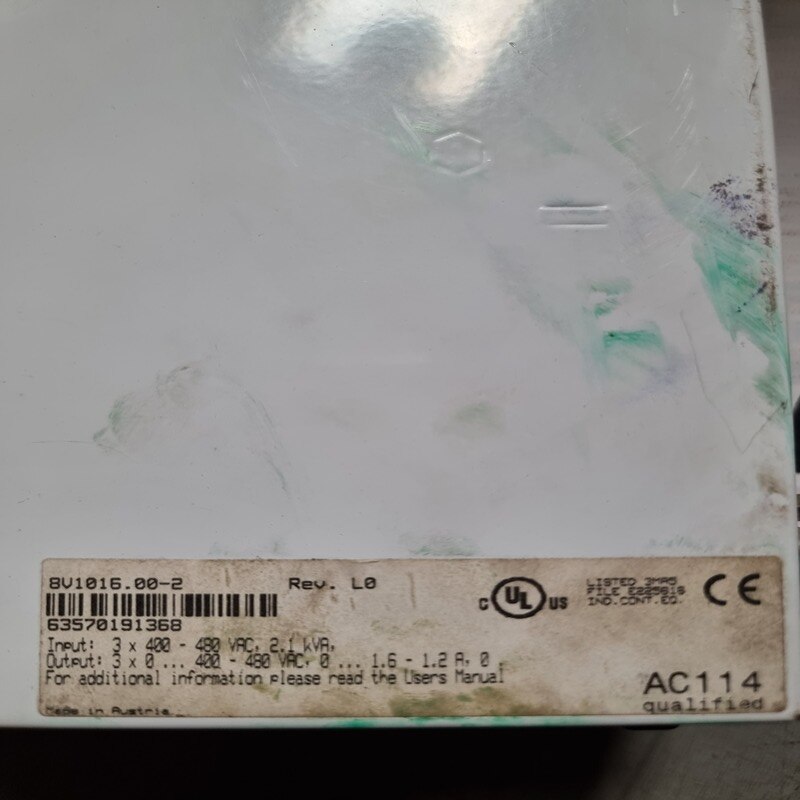 8V1016.00-2 Rev. L0
63570191368
Input: 3 x 400 - 480 VAC, 2.1 kVA,
Output: 3 x 0 ... 400 - 480 VAC, 0 ... 1.6 - 1.2 A, 0
For additional information please read the Users Manual
Made in Austria
c UL US
LISTED
FILE
IND.CONT.EQ.
CE
AC114
qualified